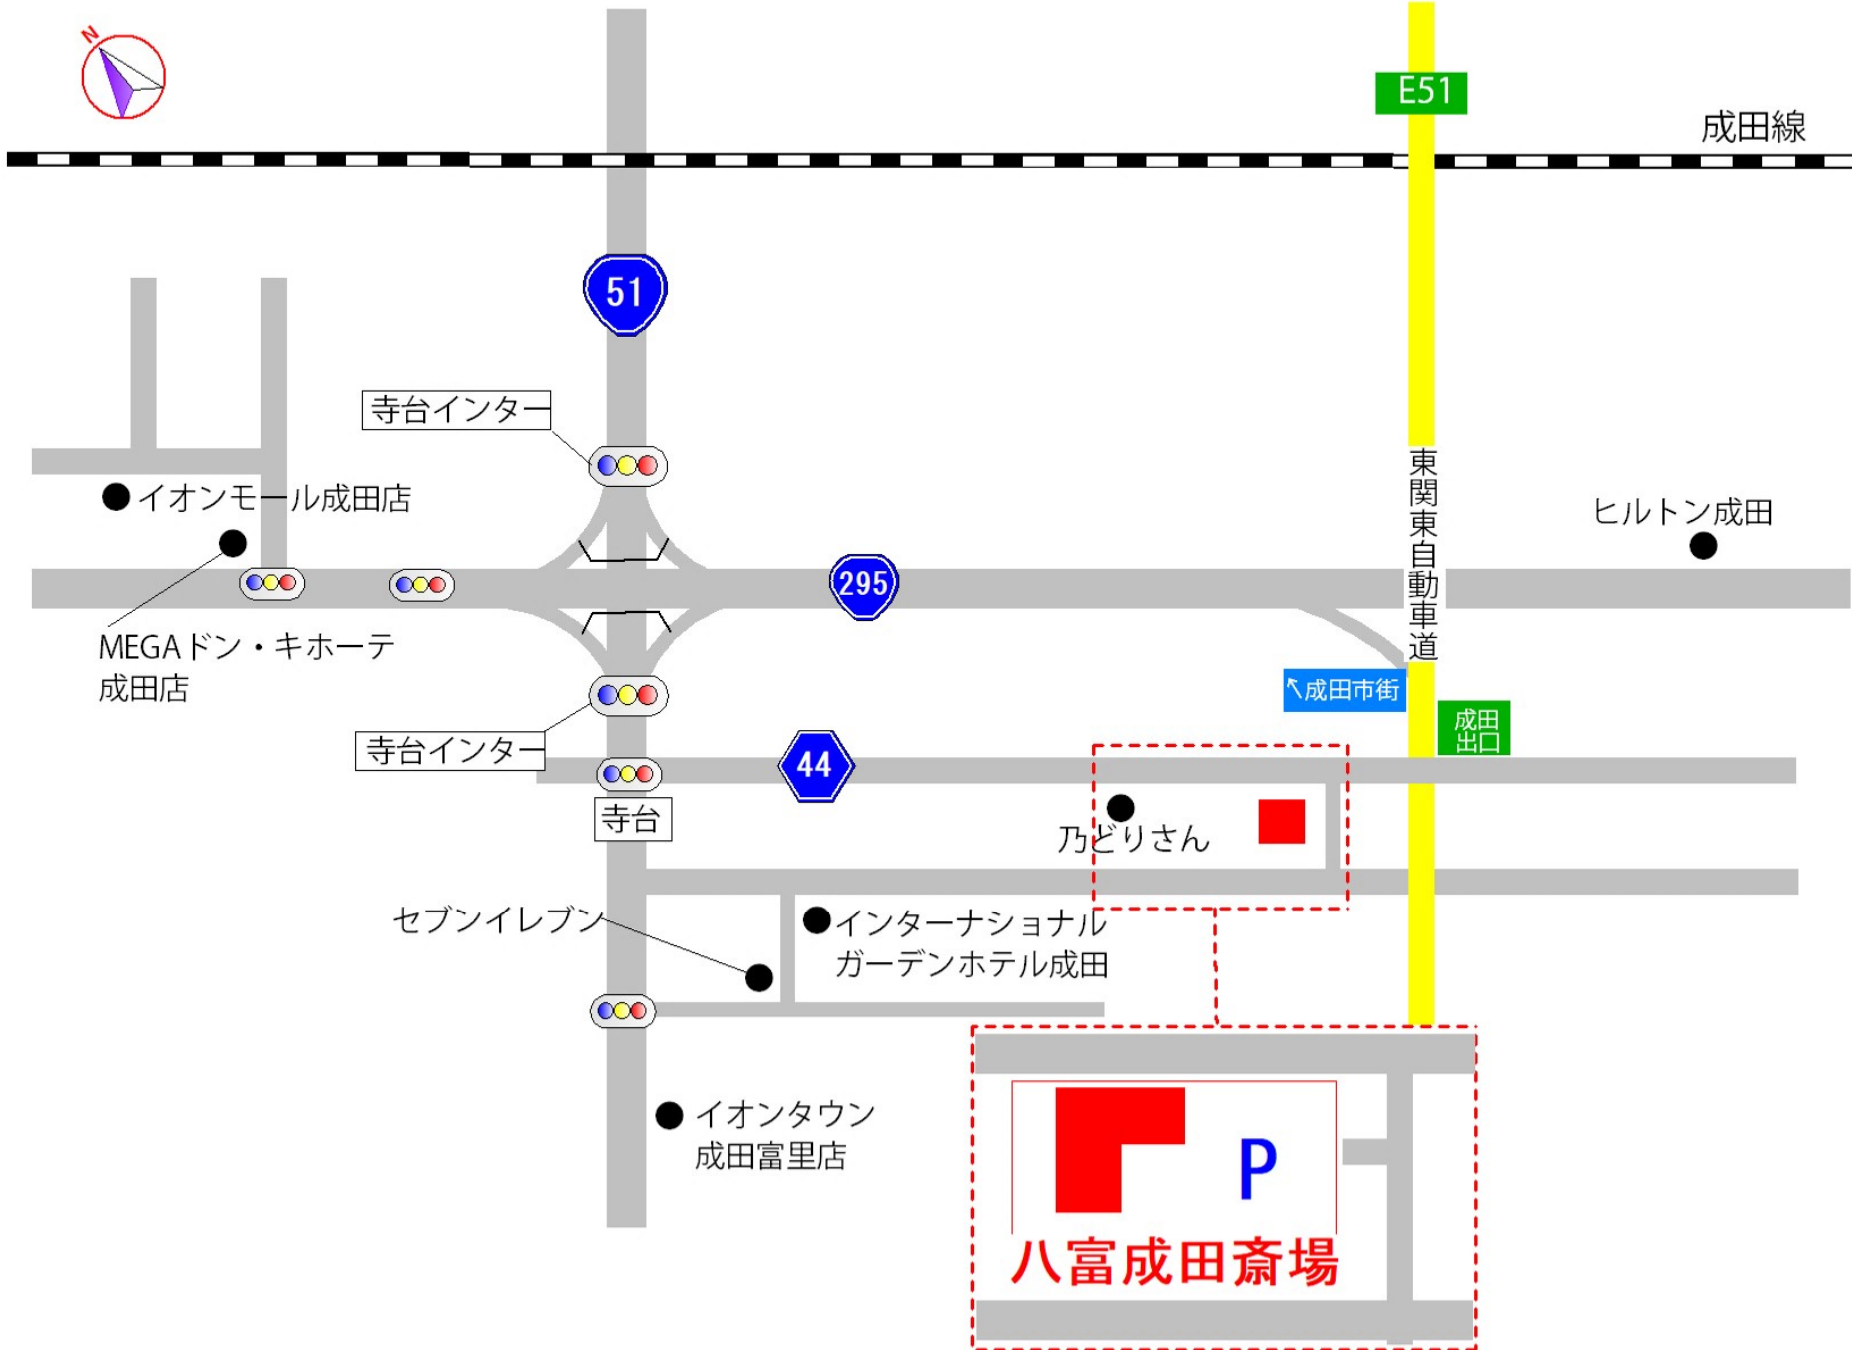 N
E51
成田線
51
寺台インター
イオンモール成田店
東関東自動車道
ヒルトン成田
295
MEGAドン・キホーテ
成田店
↖成田市街
成田
出口
寺台インター
44
寺台
乃どりさん
セブンイレブン
インターナショナル
ガーデンホテル成田
イオンタウン
成田富里店
P
八富成田斎場